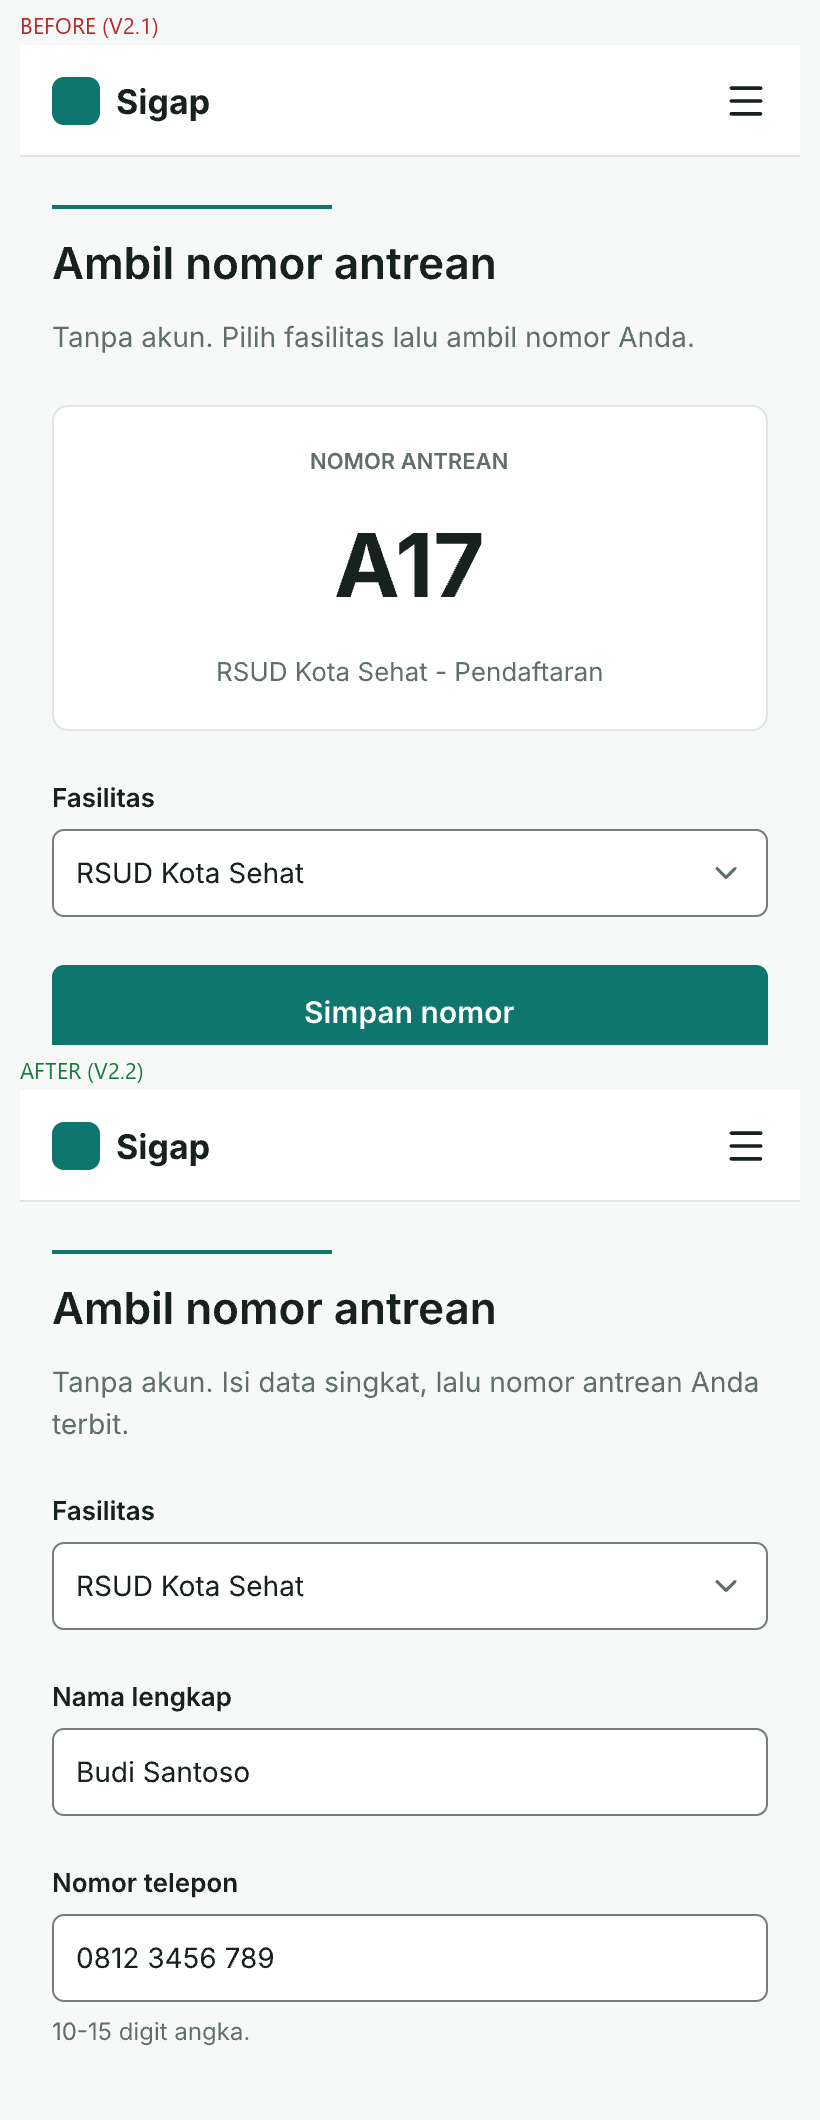 BEFORE (V2.1)
Sigap
Ambil nomor antrean
Tanpa akun. Pilih fasilitas lalu ambil nomor Anda.
NOMOR ANTREAN
A17
RSUD Kota Sehat - Pendaftaran
Fasilitas
RSUD Kota Sehat
Simpan nomor
AFTER (V2.2)
Sigap
Ambil nomor antrean
Tanpa akun. Isi data singkat, lalu nomor antrean Anda
terbit.
Fasilitas
RSUD Kota Sehat
Nama lengkap
Budi Santoso
Nomor telepon
0812 3456 789
10-15 digit angka.